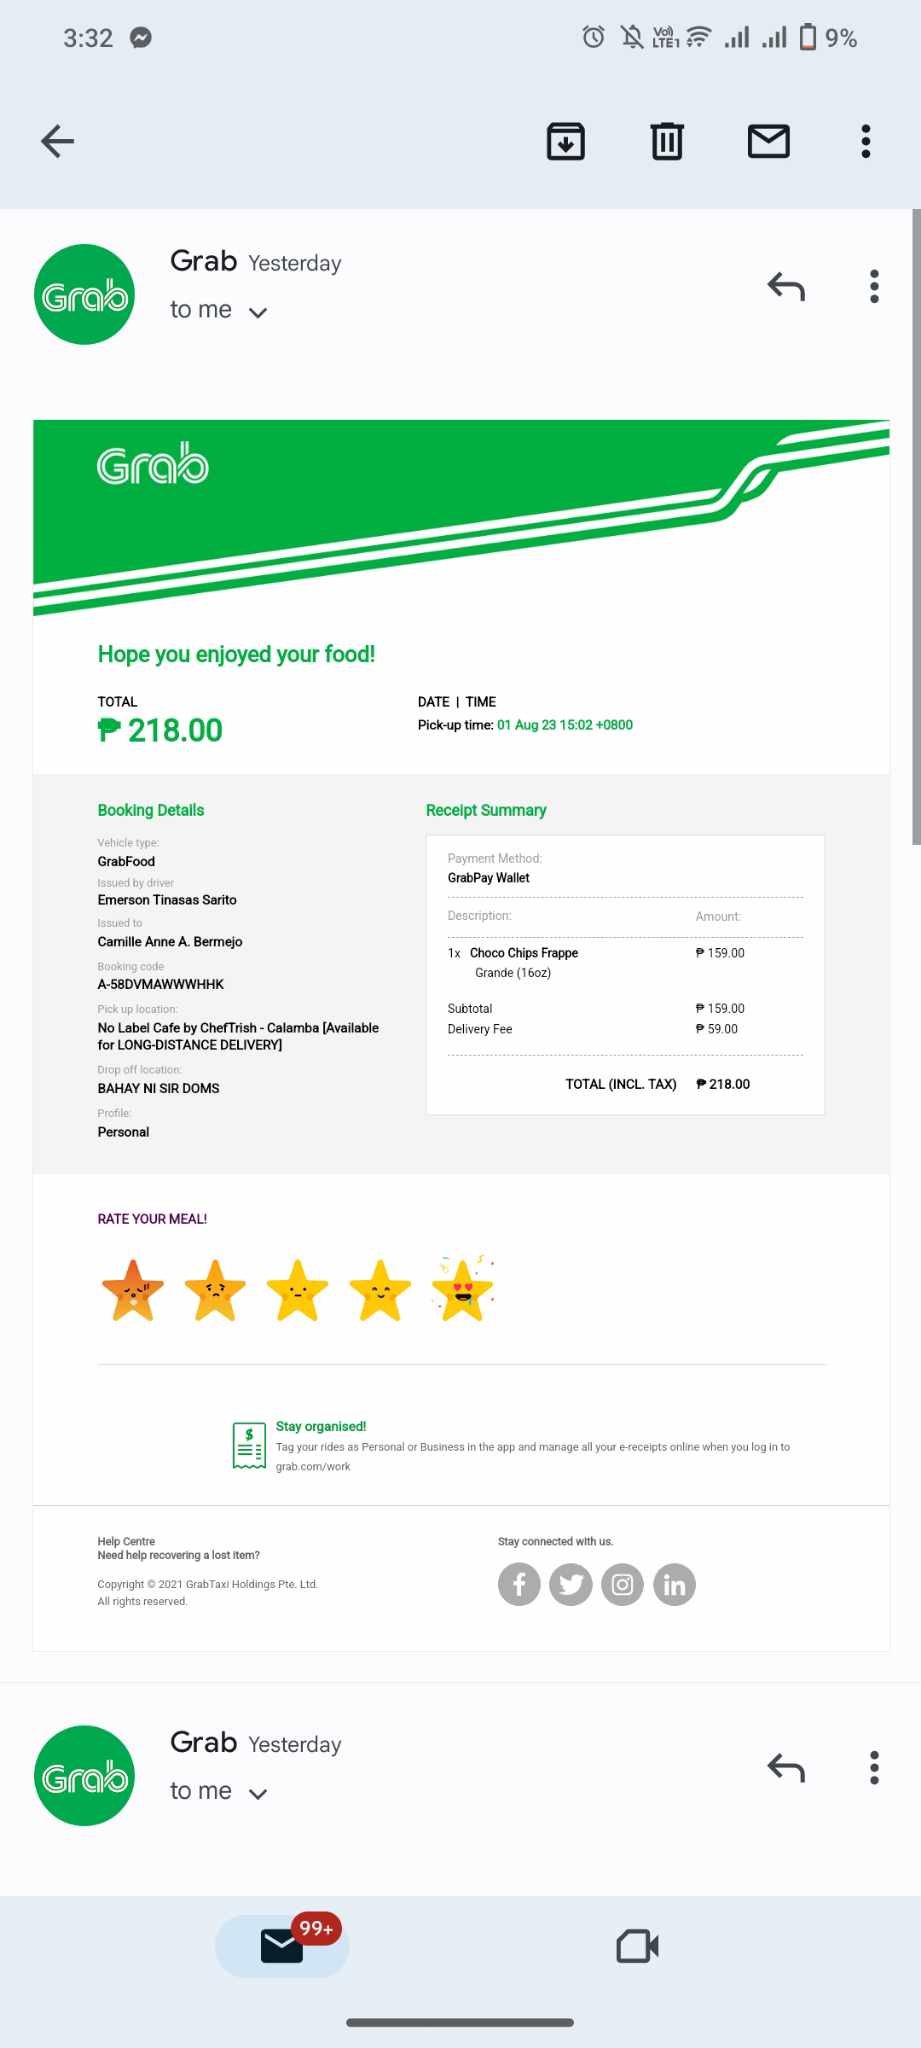 3:32
Vo))
LTE1
9%
Grab Yesterday
to me
Grab
Grab
Hope you enjoyed your food!
TOTAL
₱ 218.00
DATE | TIME
Pick-up time: 01 Aug 23 15:02 +0800
Booking Details
Vehicle type:
GrabFood
Issued by driver
Emerson Tinasas Sarito
Issued to
Camille Anne A. Bermejo
Booking code
A-58DVMAWWWHHK
Pick up location:
No Label Cafe by ChefTrish - Calamba [Available
for LONG-DISTANCE DELIVERY]
Drop off location:
BAHAY NI SIR DOMS
Profile:
Personal
Receipt Summary
Payment Method:
GrabPay Wallet
Description: Amount:
1x Choco Chips Frappe ₱ 159.00
Grande (16oz)
Subtotal ₱ 159.00
Delivery Fee ₱ 59.00
TOTAL (INCL. TAX) ₱ 218.00
RATE YOUR MEAL!
$
Stay organised!
Tag your rides as Personal or Business in the app and manage all your e-receipts online when you log in to
grab.com/work
Help Centre
Need help recovering a lost item?
Copyright © 2021 GrabTaxi Holdings Pte. Ltd.
All rights reserved.
Stay connected with us.
f
in
Grab Yesterday
to me
Grab
99+